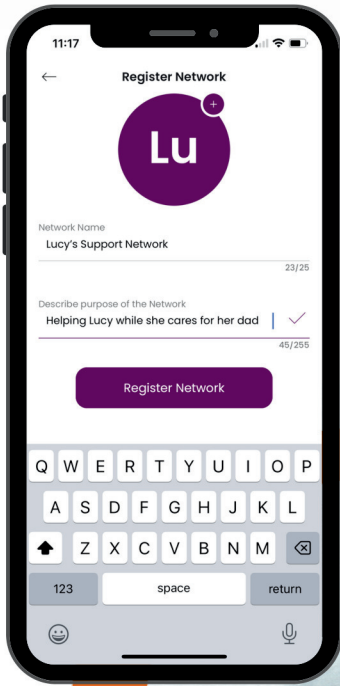 11:17
Register Network
Lu
+
Network Name
Lucy's Support Network
23/25
Describe purpose of the Network
Helping Lucy while she cares for her dad
45/255
Register Network
Q W E R T Y U I O P
A S D F G H J K L
Z X C V B N M
123 space return